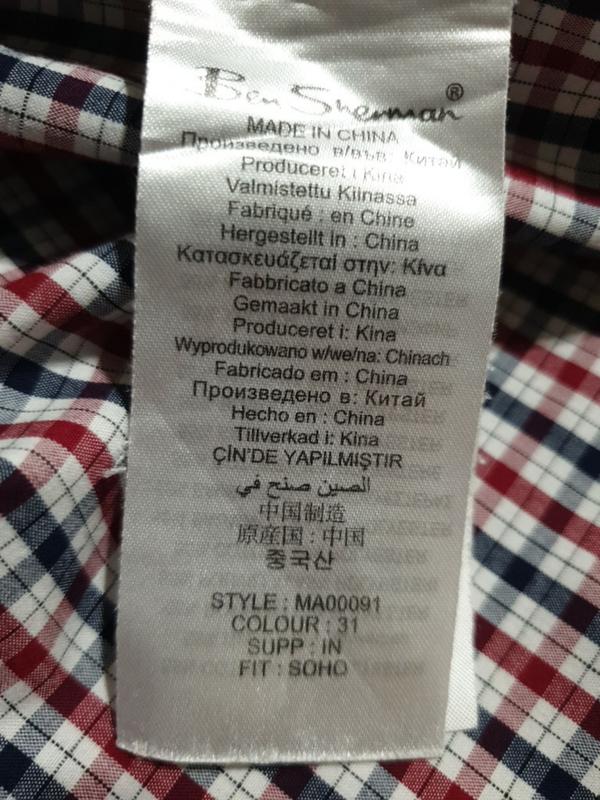 Ben Sherman®
MADE IN CHINA
Произведено в/във: Китай
Produceret i Kina
Valmistettu Kiinassa
Fabriqué : en Chine
Hergestellt in : China
Κατασκευάζεται στην: Κίνα
Fabbricato a China
Gemaakt in China
Produceret i: Kina
Wyprodukowano w/we/na: Chinach
Fabricado em : China
Произведено в: Китай
Hecho en : China
Tillverkad i: Kina
ÇİN'DE YAPILMIŞTIR
الصين صنح في
中国制造
原産国 : 中国
중국산
STYLE : MA00091
COLOUR : 31
SUPP : IN
FIT : SOHO